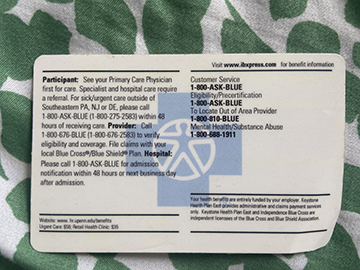 Visit www.ibxpress.com for benefit information
Participant: See your Primary Care Physician
first for care. Specialist and hospital care require
a referral. For sick/urgent care outside of
Southeastern PA, NJ or DE, please call
1-800-ASK-BLUE (1-800-275-2583) within 48
hours of receiving care. Provider: Call
1-800-676-BLUE (1-800-676-2583) to verify
eligibility and coverage. File claims with your
local Blue Cross®/Blue Shield® Plan. Hospital:
Please call 1-800-ASK-BLUE for admission
notification within 48 hours or next business day
after admission.
Customer Service
1-800-ASK-BLUE
Eligibility/Precertification
1-800-ASK-BLUE
To Locate Out of Area Provider
1-800-810-BLUE
Mental Health/Substance Abuse
1-800-688-1911
Website: www.hr.upenn.edu/benefits
Urgent Care: $50; Retail Health Clinic: $35
Your health benefits are entirely funded by your employer. Keystone
Health Plan East provides administrative and claims payment services
only. Keystone Health Plan East and Independence Blue Cross are
independent licensees of the Blue Cross and Blue Shield Association.